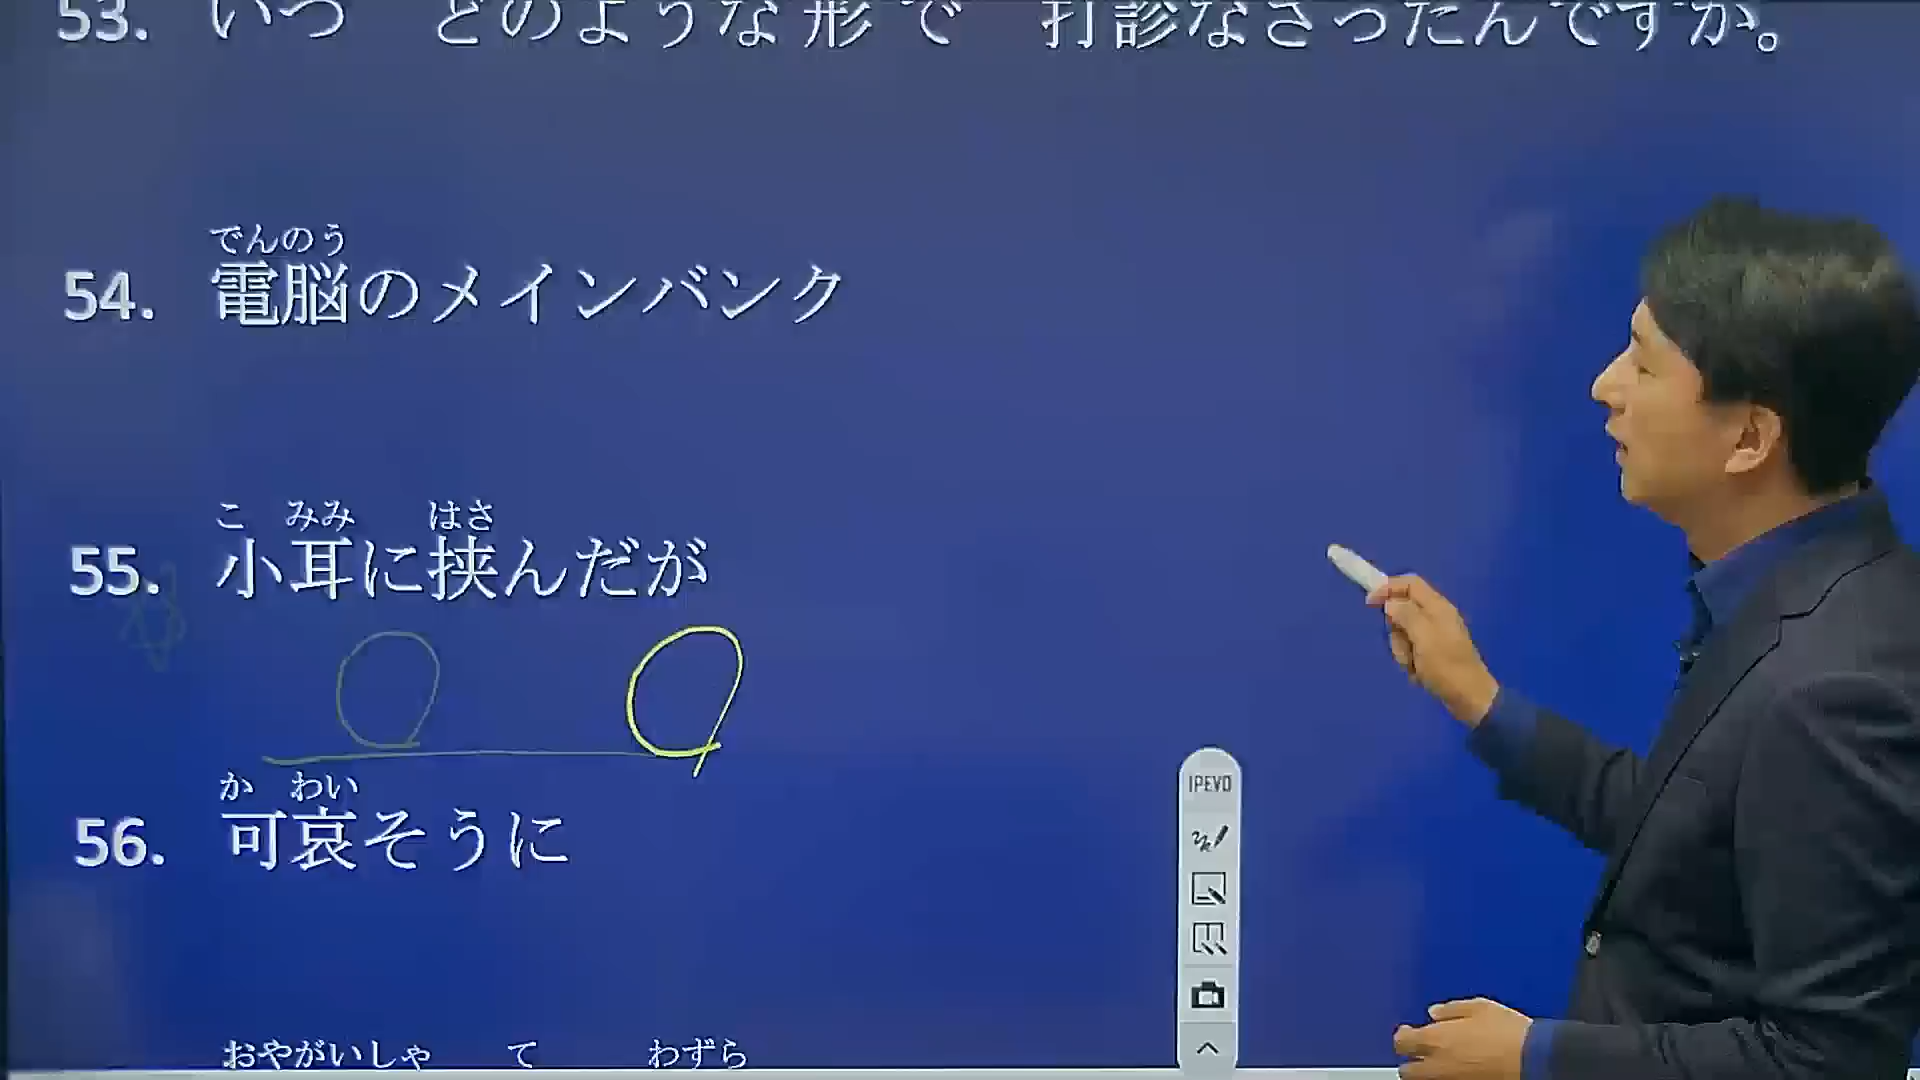 53. いつ どのような形で 打診なさったんですか。
でんのう
54. 電脳のメインバンク
こ みみ はさ
55. 小耳に挟んだが
か わい
56. 可哀そうに
IPEVO
おやがいしゃ て わずら